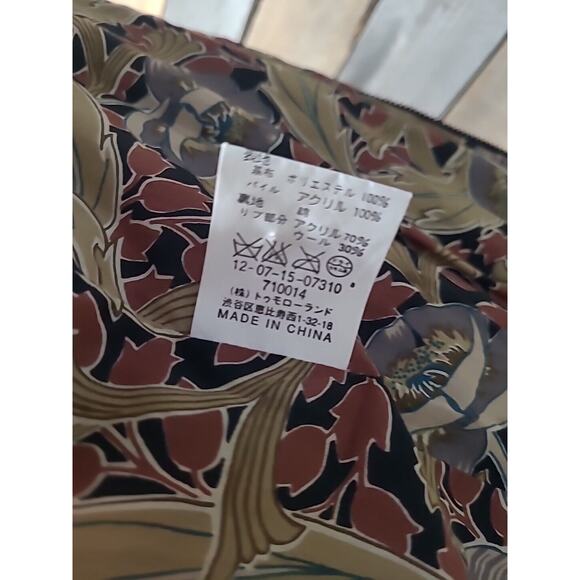 基布 ポリエステル 100%
パイル アクリル 100%
裏地 綿
リブ部分 アクリル 70%
ウール 30%
12-07-15-07310
710014
(株)トゥモローランド
渋谷区恵比寿西1-32-18
MADE IN CHINA